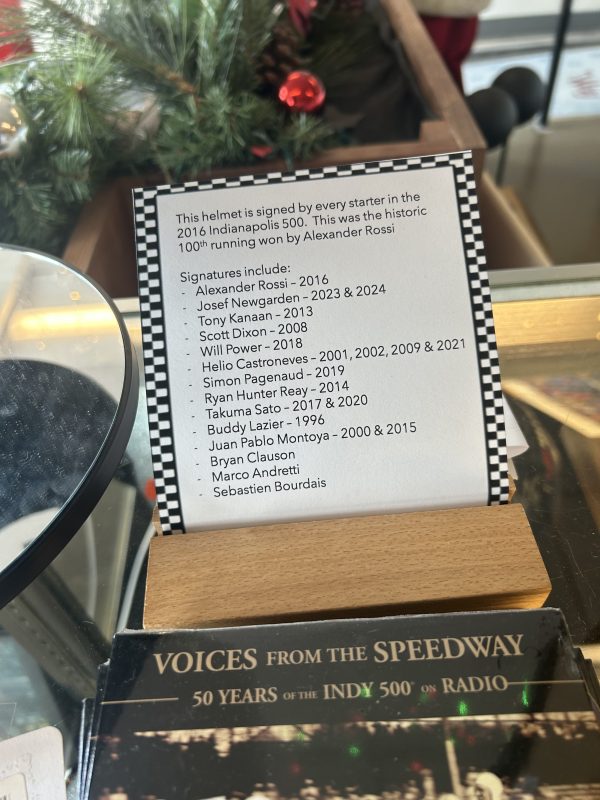 This helmet is signed by every starter in the
2016 Indianapolis 500. This was the historic
100th running won by Alexander Rossi
Signatures include:
- Alexander Rossi – 2016
- Josef Newgarden – 2023 & 2024
- Tony Kanaan – 2013
- Scott Dixon – 2008
- Will Power – 2018
- Helio Castroneves – 2001, 2002, 2009 & 2021
- Simon Pagenaud – 2019
- Ryan Hunter Reay – 2014
- Takuma Sato – 2017 & 2020
- Buddy Lazier – 1996
- Juan Pablo Montoya – 2000 & 2015
- Bryan Clauson
- Marco Andretti
- Sebastien Bourdais
VOICES FROM THE SPEEDWAY
50 YEARS OF THE INDY 500 ON RADIO